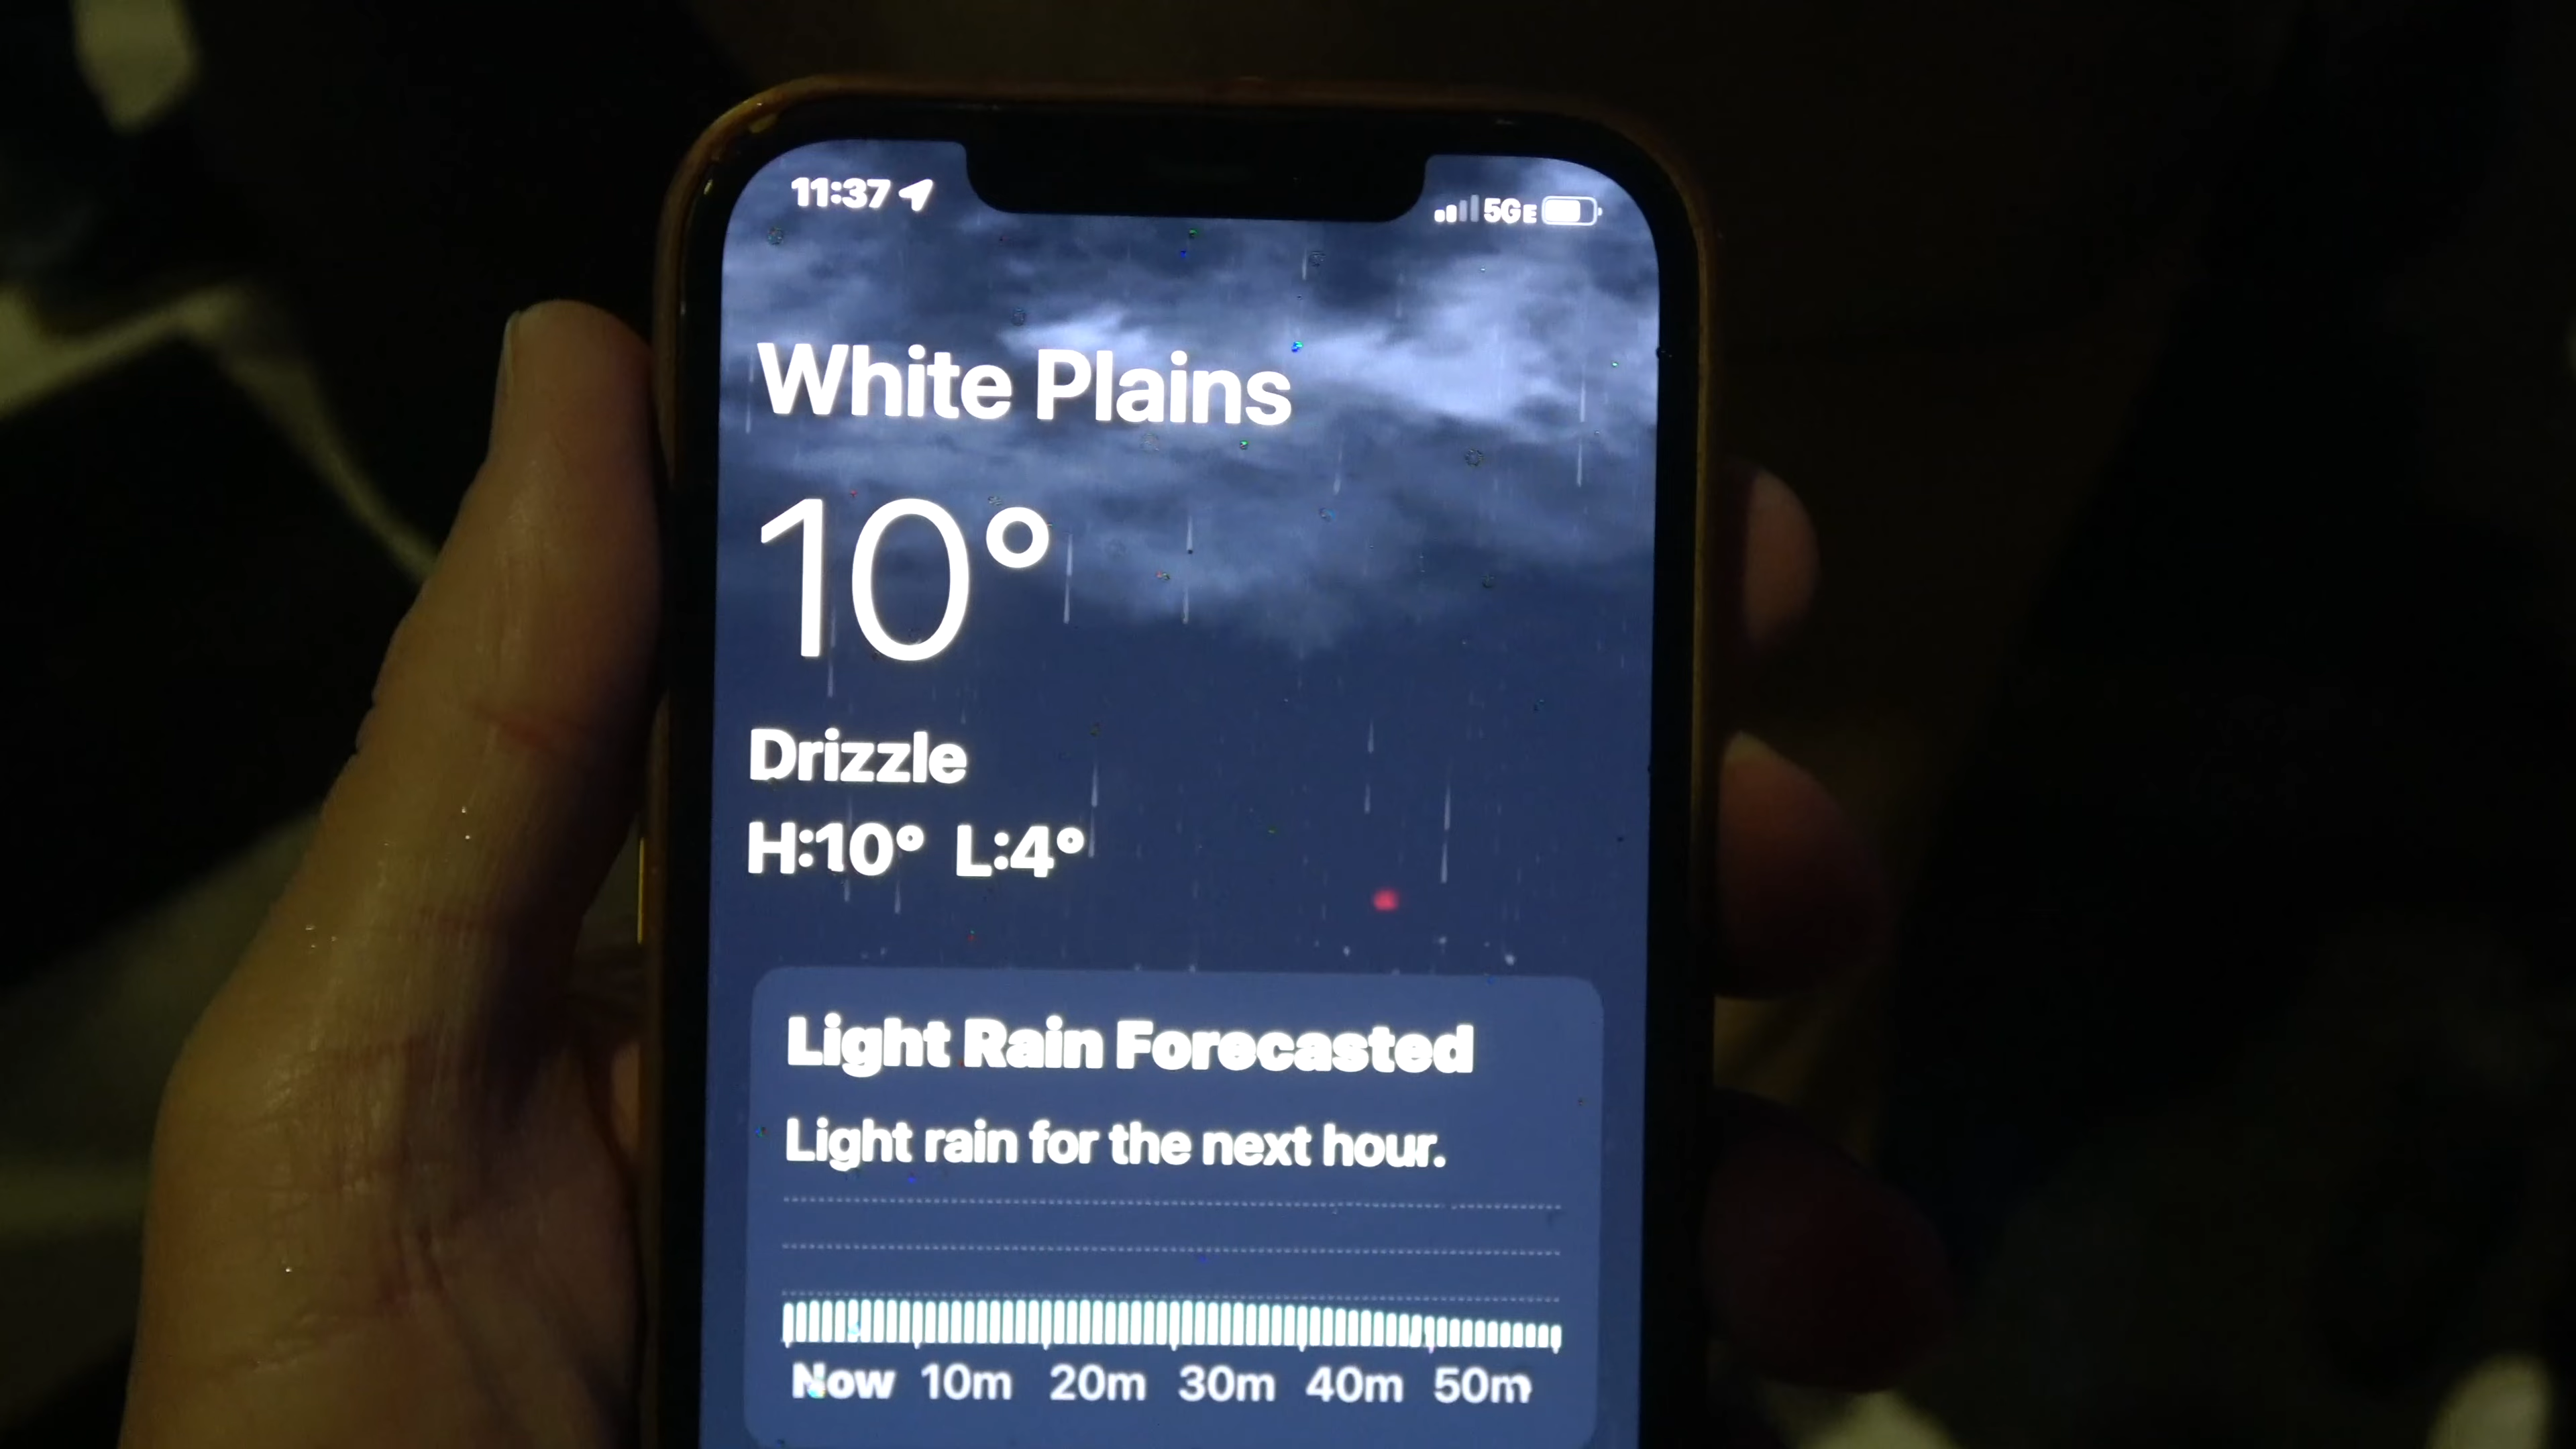 11:37 5GE
White Plains
10°
Drizzle
H:10° L:4°
Light Rain Forecasted
Light rain for the next hour.
Now 10m 20m 30m 40m 50m